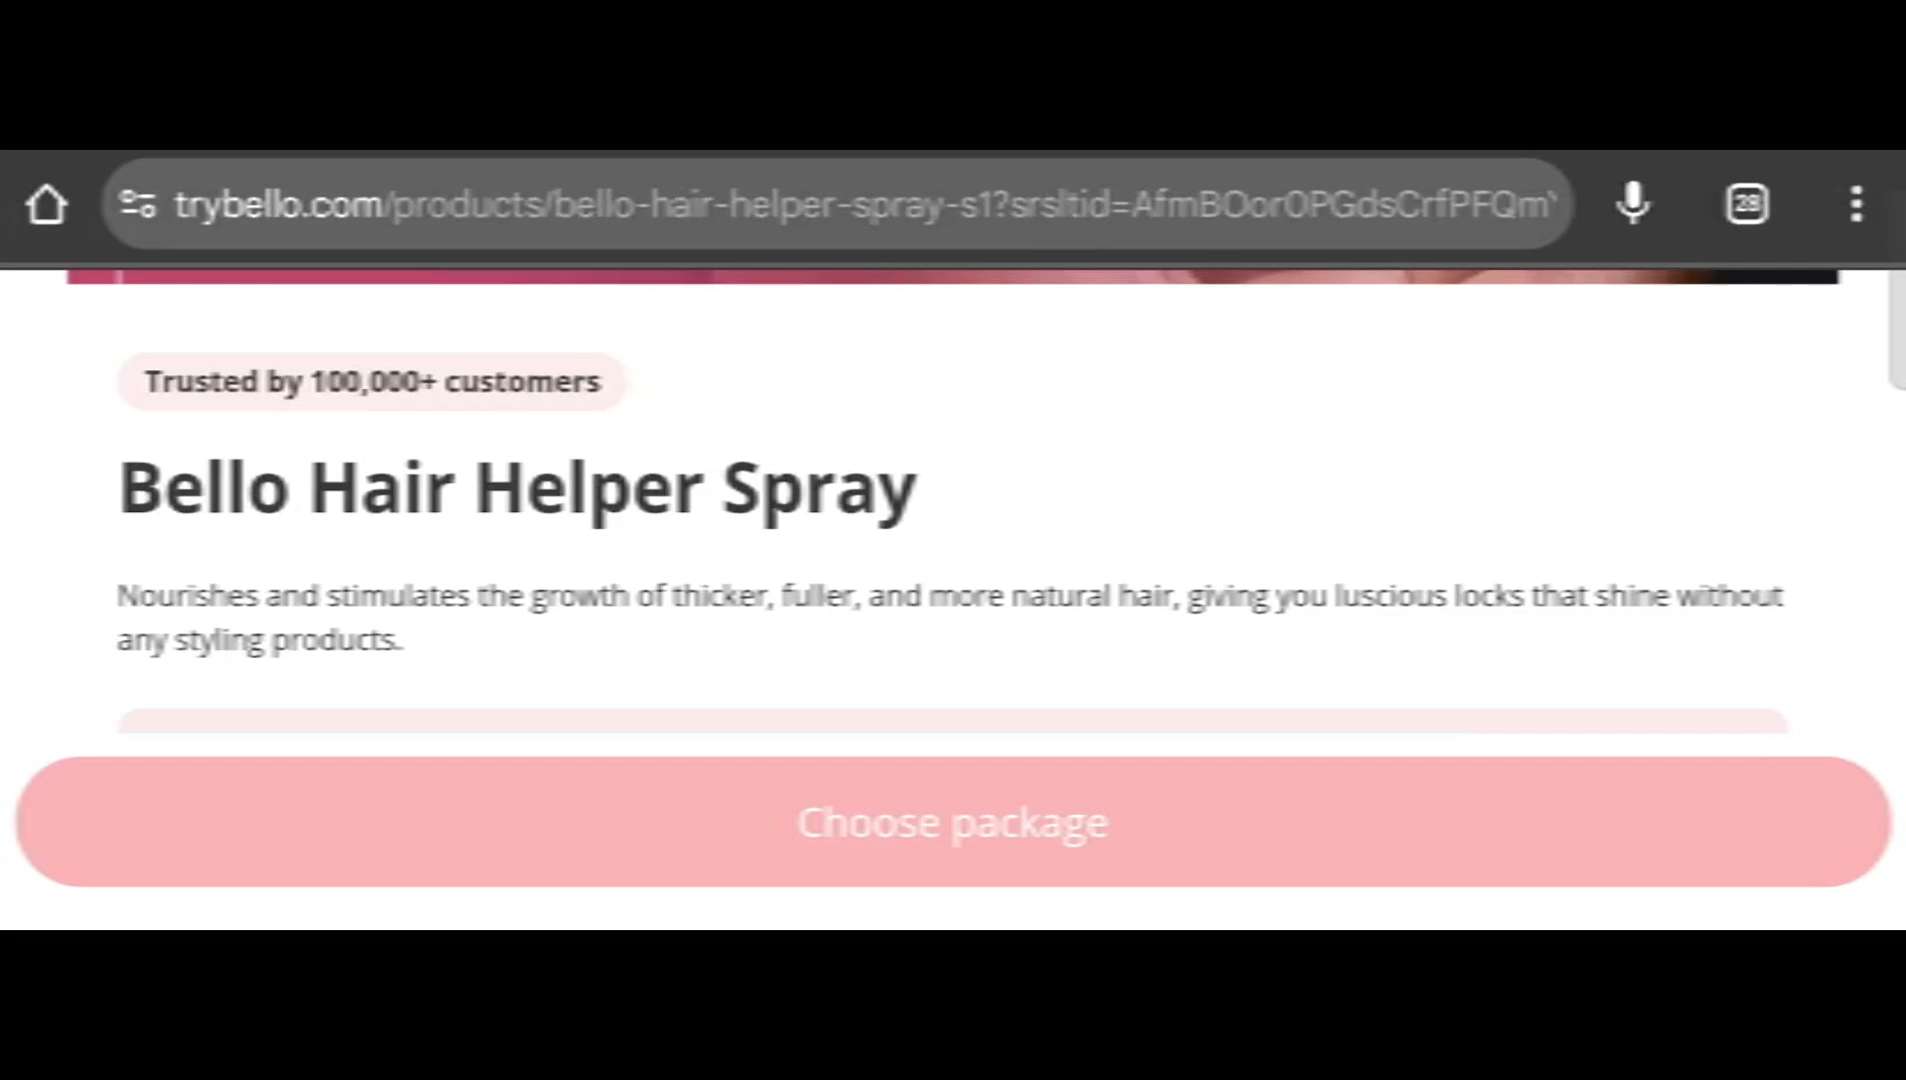 trybello.com/products/bello-hair-helper-spray-s1?srsltid=AfmBOor0PGdsCrfPFQm
28
Trusted by 100,000+ customers
Bello Hair Helper Spray
Nourishes and stimulates the growth of thicker, fuller, and more natural hair, giving you luscious locks that shine without
any styling products.
Choose package